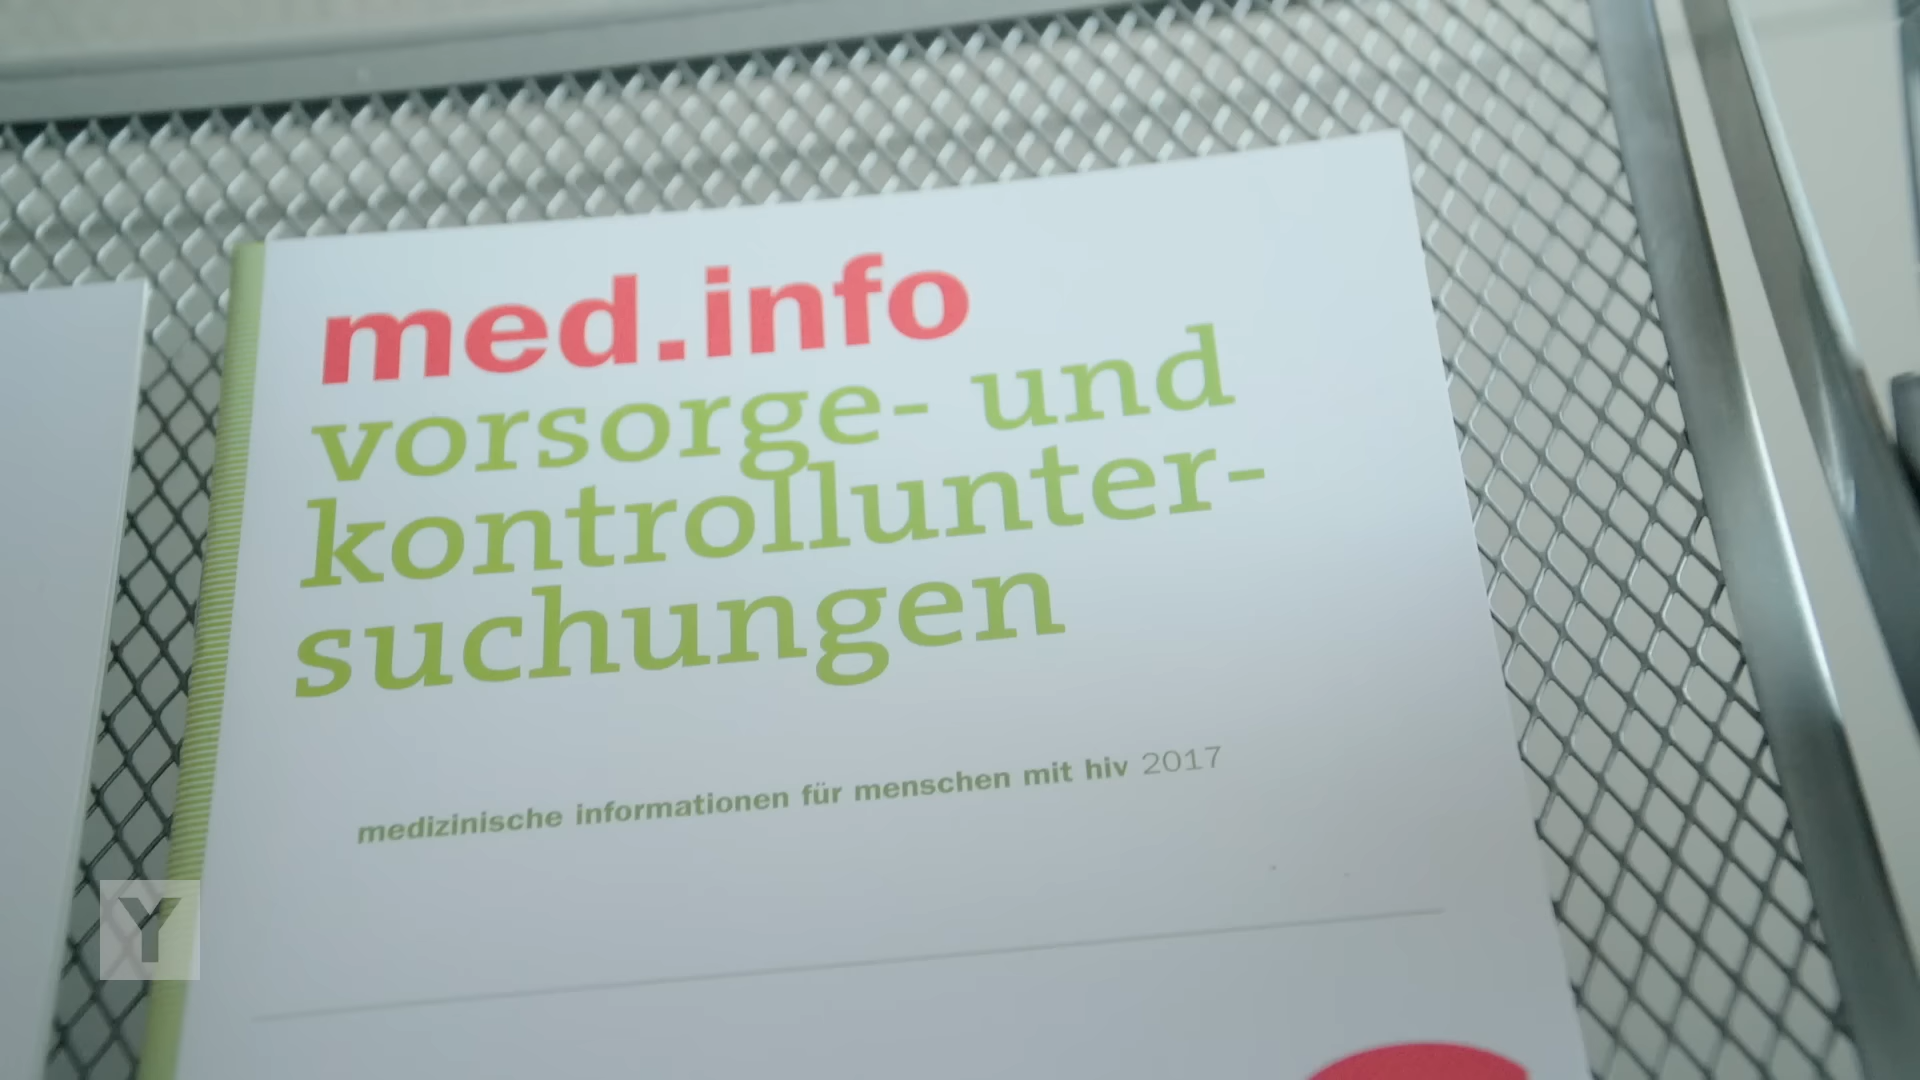 med.info
vorsorge- und
kontrollunter-
suchungen
medizinische informationen für menschen mit hiv 2017
Y